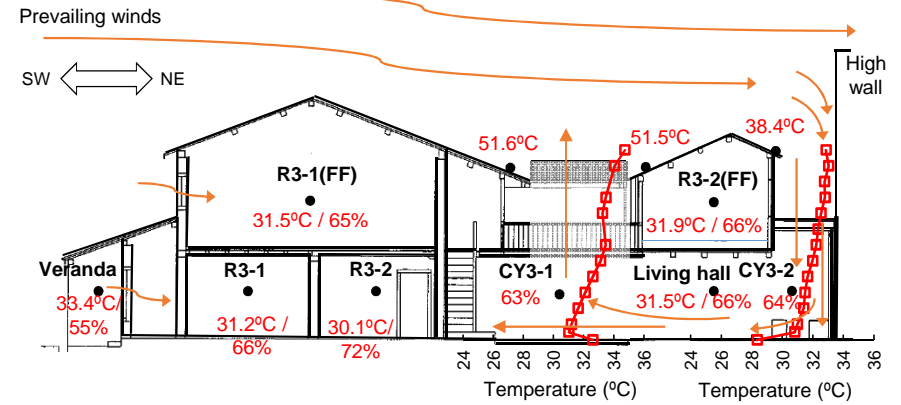 Prevailing winds
SW
NE
High
wall
51.6ºC
51.5ºC
38.4ºC
R3-1(FF)
31.5ºC / 65%
R3-2(FF)
31.9ºC / 66%
Veranda
33.4ºC/
55%
R3-1
31.2ºC /
66%
R3-2
30.1ºC/
72%
CY3-1
63%
Living hall
31.5ºC / 66%
CY3-2
64%
24 26 28 30 32 34 36
Temperature (ºC)
24 26 28 30 32 34 36
Temperature (ºC)